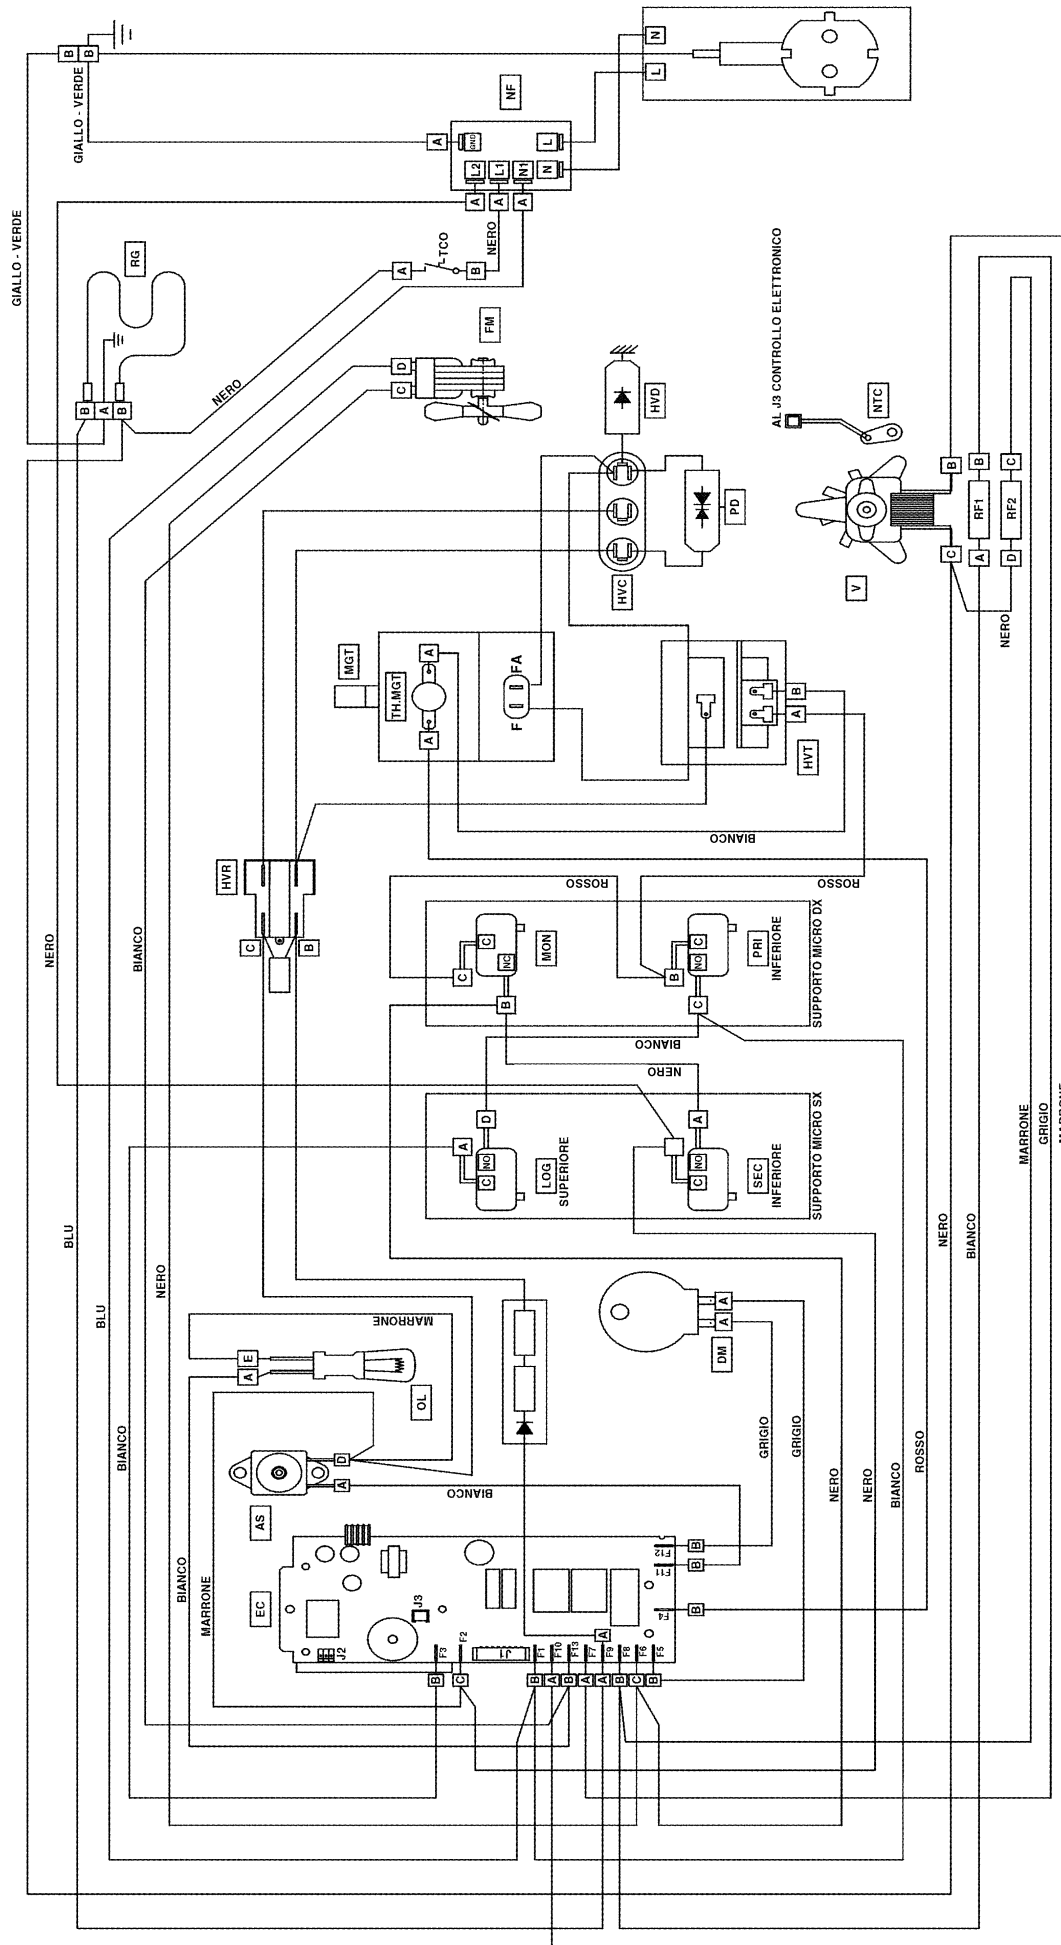 N
L
B
B
NF
GIALLO - VERDE
A
GND
L
L2
L1
N1
N
A
A
A
GIALLO - VERDE
RG
A
TCO
B
NERO
B
A
B
NERO
D
C
FM
HVD
AL J3 CONTROLLO ELETTRONICO
NTC
PD
HVC
B
B
C
RF1
RF2
C
A
D
V
NERO
MGT
TH.MGT
A
A
F
FA
B
A
HVT
BIANCO
HVR
C
B
ROSSO
ROSSO
NERO
BIANCO
C
C
NC
B
MON
B
C
NO
C
PRI
INFERIORE
SUPPORTO MICRO DX
BIANCO
NERO
D
A
NO
C
LOG
SUPERIORE
A
NO
C
SEC
INFERIORE
SUPPORTO MICRO SX
MARRONE
GRIGIO
BLU
BLU
NERO
NERO
BIANCO
MARRONE
E
A
OL
A
A
DM
BIANCO
D
A
BIANCO
AS
GRIGIO
GRIGIO
NERO
NERO
BIANCO
ROSSO
BIANCO
MARRONE
EC
J2
J3
F12
F11
F4
B
B
B
F3
F2
A
F1
F10
F13
F7
F9
F8
F6
F5
B
C
B
A
B
A
A
B
C
B